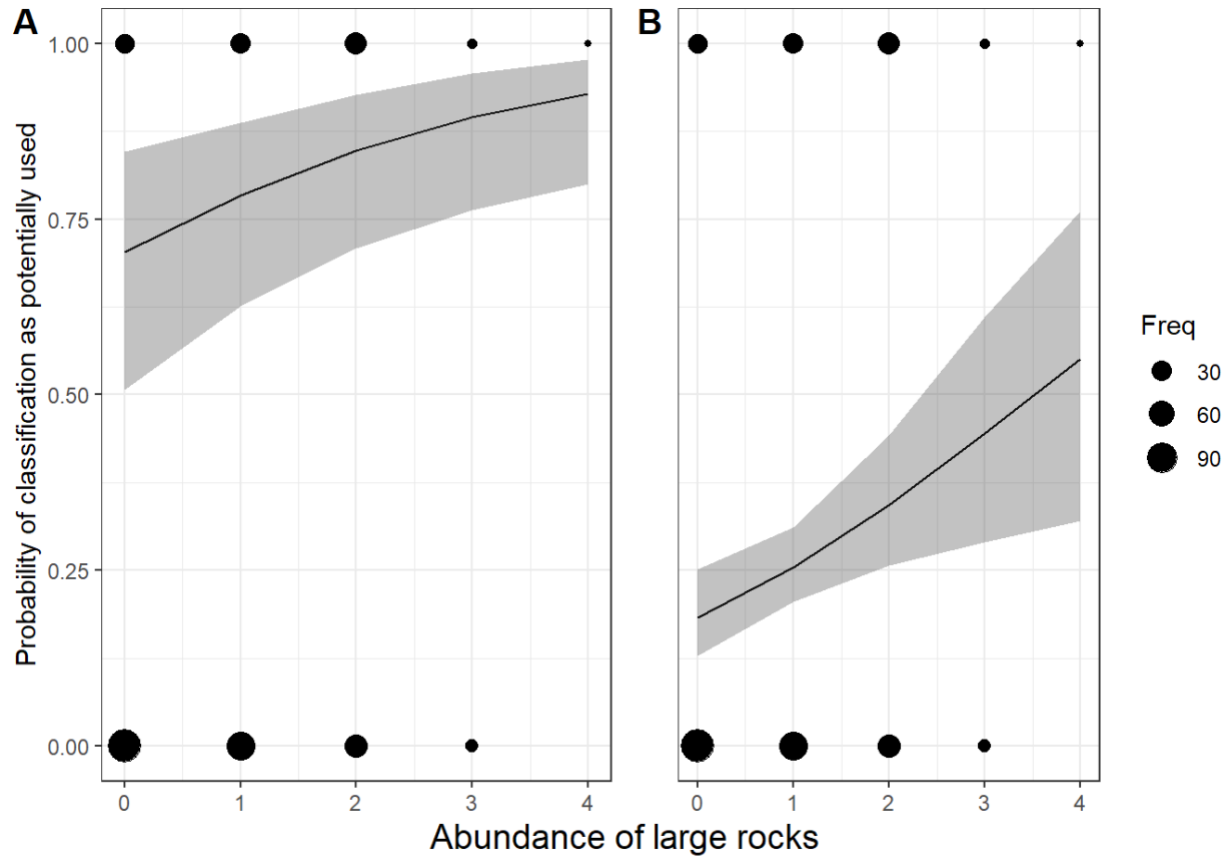 A
B
Probability of classification as potentially used
1.00
0.75
0.50
0.25
0.00
0 1 2 3 4
0 1 2 3 4
Abundance of large rocks
Freq
30
60
90